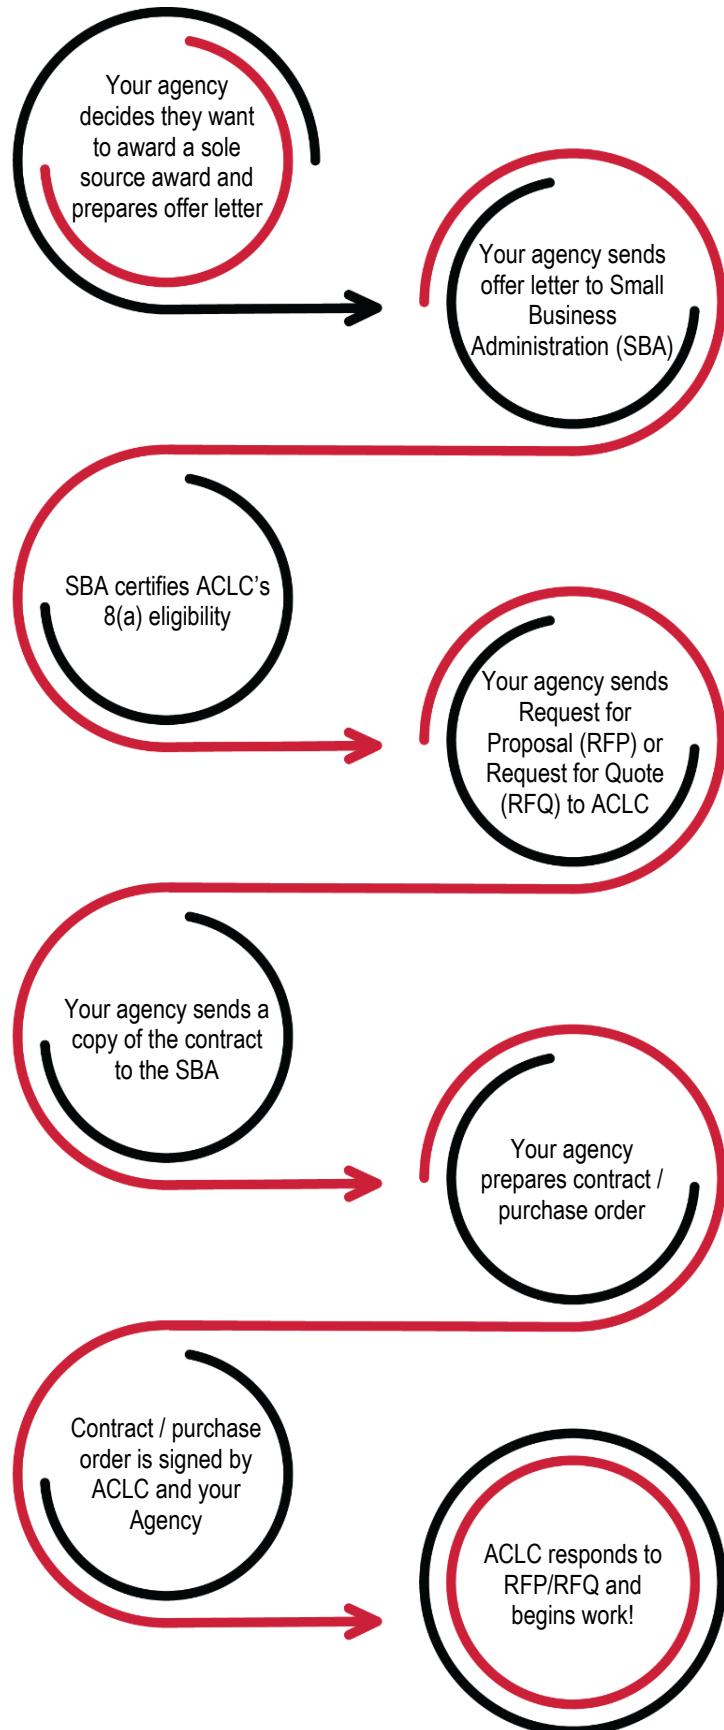 Your agency
decides they want
to award a sole
source award and
prepares offer letter
Your agency sends
offer letter to Small
Business
Administration (SBA)
SBA certifies ACLC’s
8(a) eligibility
Your agency sends
Request for
Proposal (RFP) or
Request for Quote
(RFQ) to ACLC
Your agency sends a
copy of the contract
to the SBA
Your agency
prepares contract /
purchase order
Contract / purchase
order is signed by
ACLC and your
Agency
ACLC responds to
RFP/RFQ and
begins work!